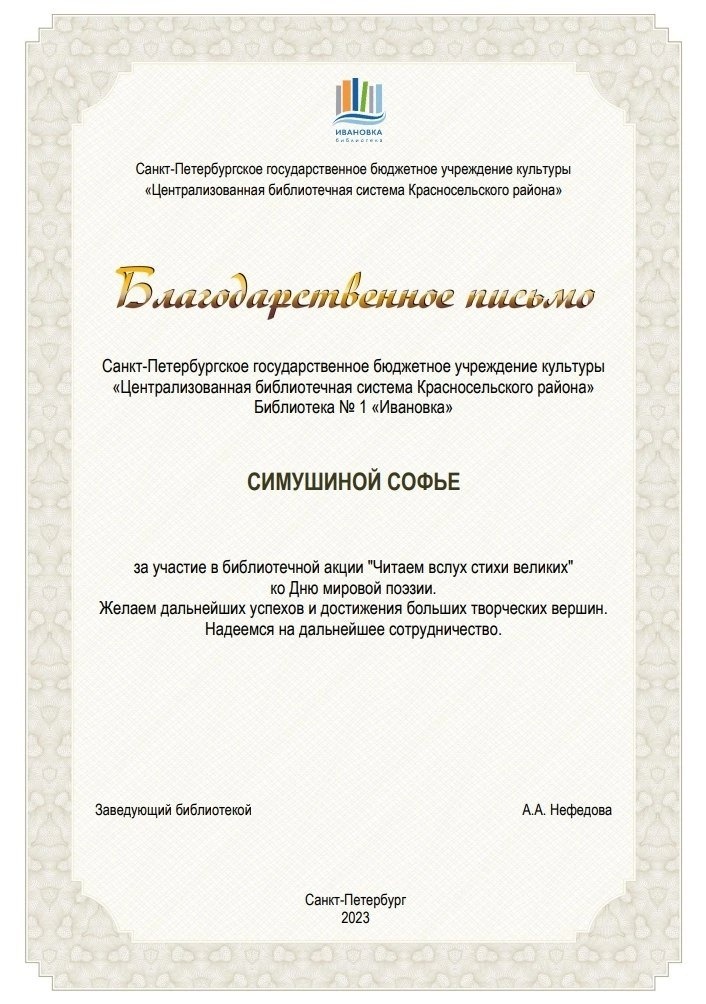 ИВАНОВКА
библиотека
Санкт-Петербургское государственное бюджетное учреждение культуры
«Централизованная библиотечная система Красносельского района»
Благодарственное письмо
Санкт-Петербургское государственное бюджетное учреждение культуры
«Централизованная библиотечная система Красносельского района»
Библиотека № 1 «Ивановка»
СИМУШИНОЙ СОФЬЕ
за участие в библиотечной акции "Читаем вслух стихи великих"
ко Дню мировой поэзии.
Желаем дальнейших успехов и достижения больших творческих вершин.
Надеемся на дальнейшее сотрудничество.
Заведующий библиотекой А.А. Нефедова
Санкт-Петербург
2023